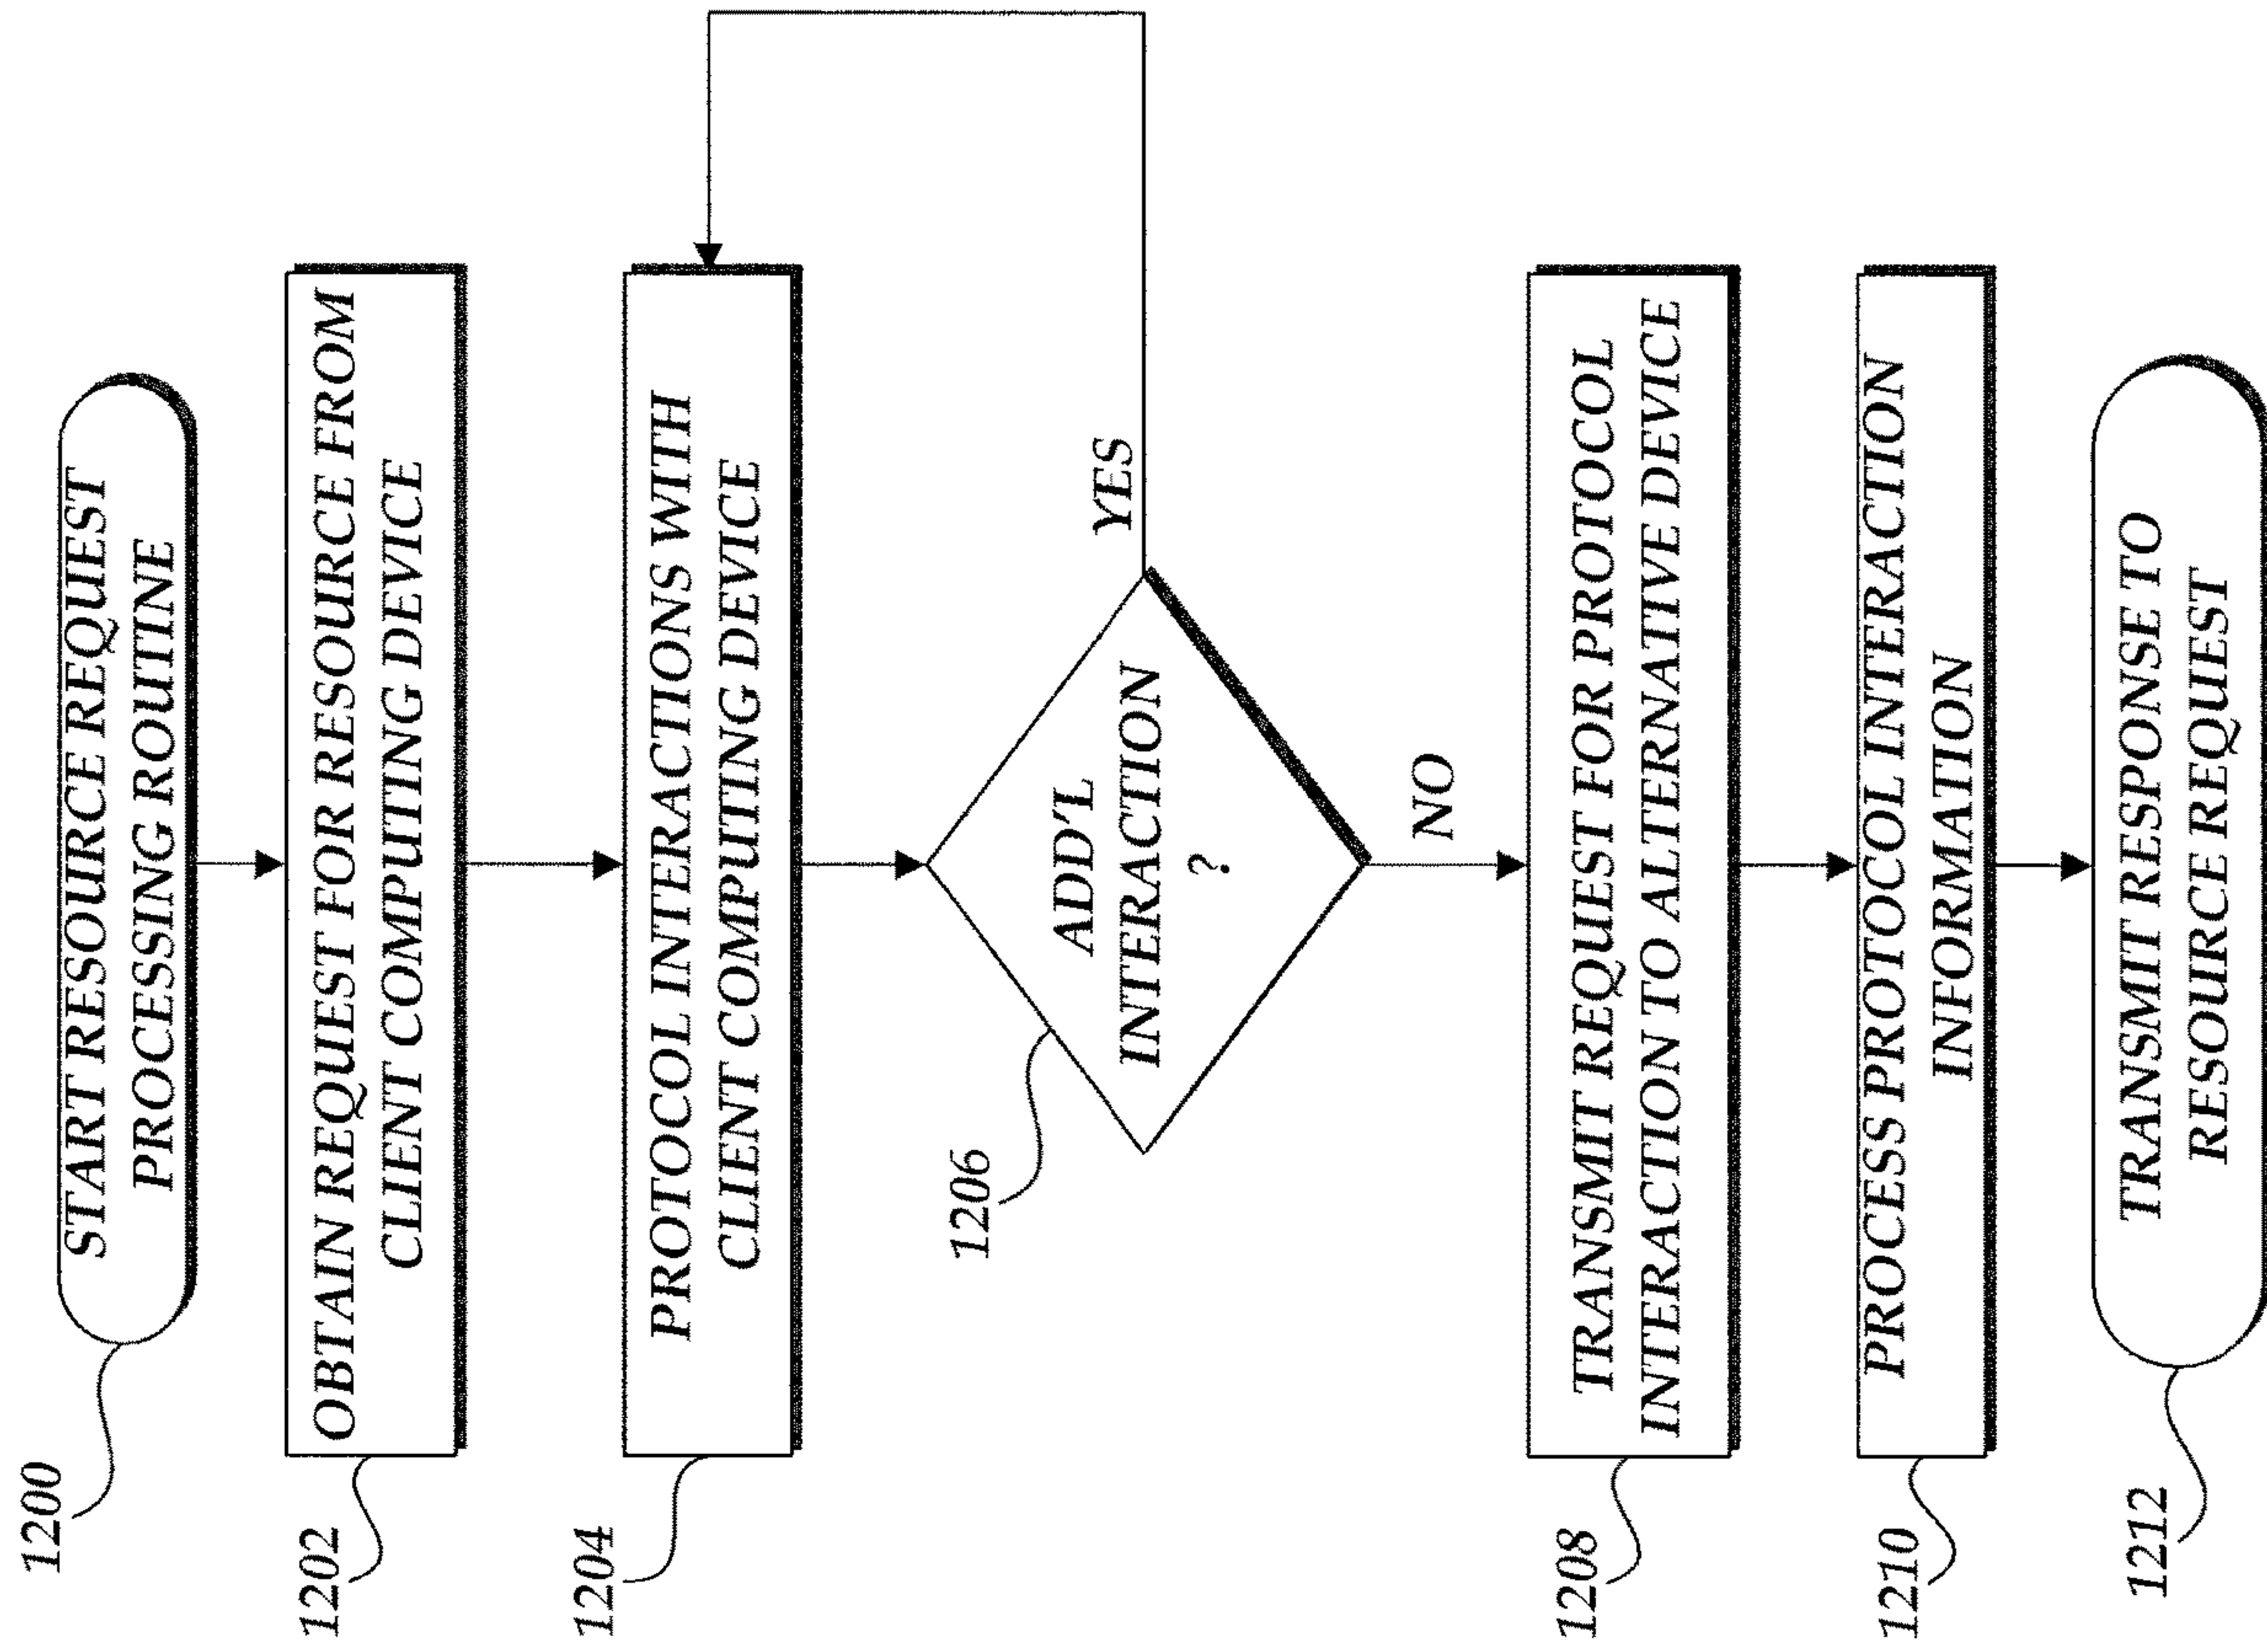 1200
START RESOURCE REQUEST
PROCESSING ROUTINE
1202
OBTAIN REQUEST FOR RESOURCE FROM
CLIENT COMPUTING DEVICE
1204
PROTOCOL INTERACTIONS WITH
CLIENT COMPUTING DEVICE
1206
ADD'L
INTERACTION
?
YES
NO
1208
TRANSMIT REQUEST FOR PROTOCOL
INTERACTION TO ALTERNATIVE DEVICE
1210
PROCESS PROTOCOL INTERACTION
INFORMATION
1212
TRANSMIT RESPONSE TO
RESOURCE REQUEST